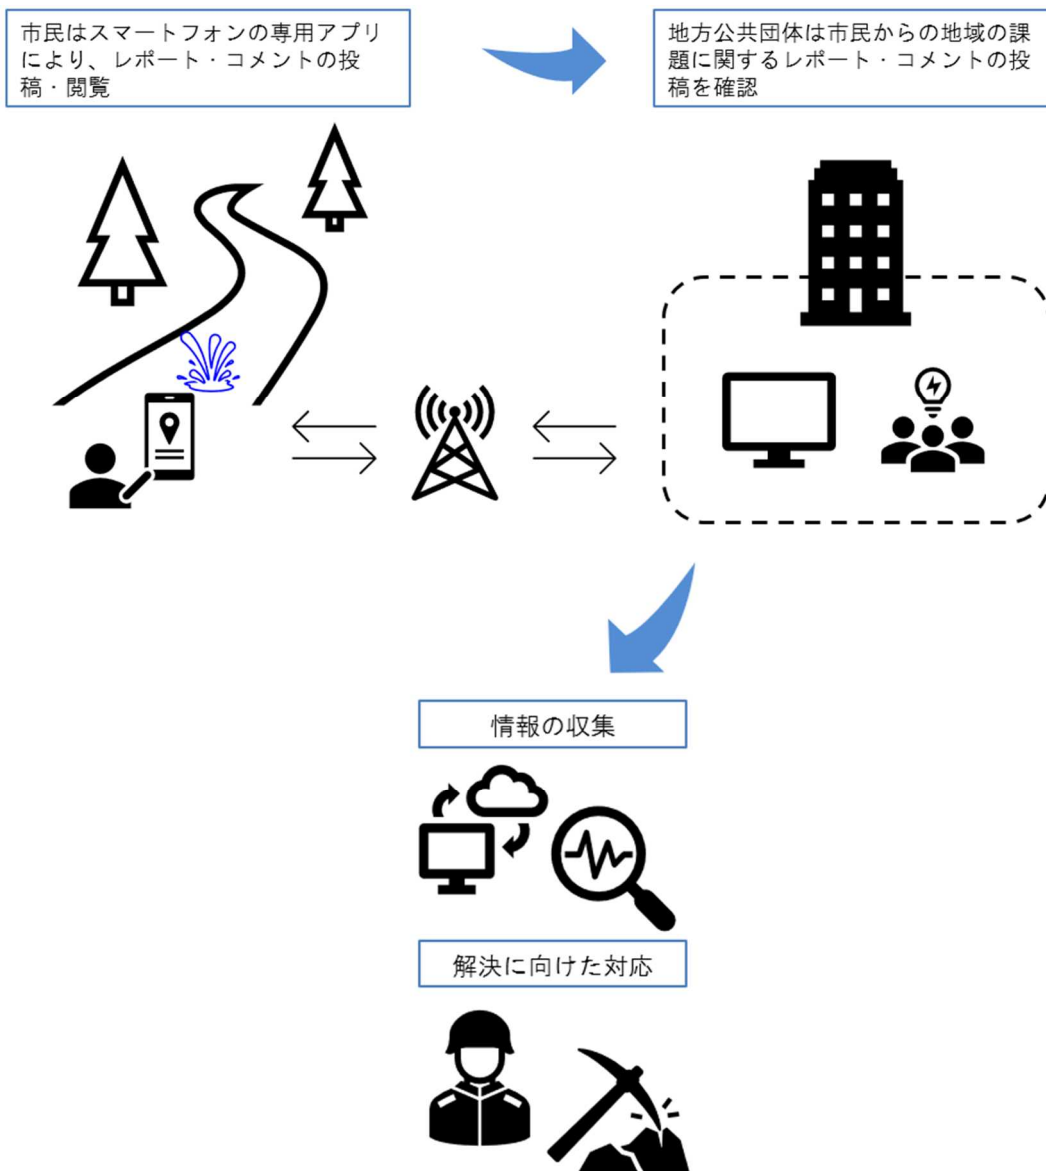 市民はスマートフォンの専用アプリ
により、レポート・コメントの投
稿・閲覧
地方公共団体は市民からの地域の課
題に関するレポート・コメントの投
稿を確認
情報の収集
解決に向けた対応